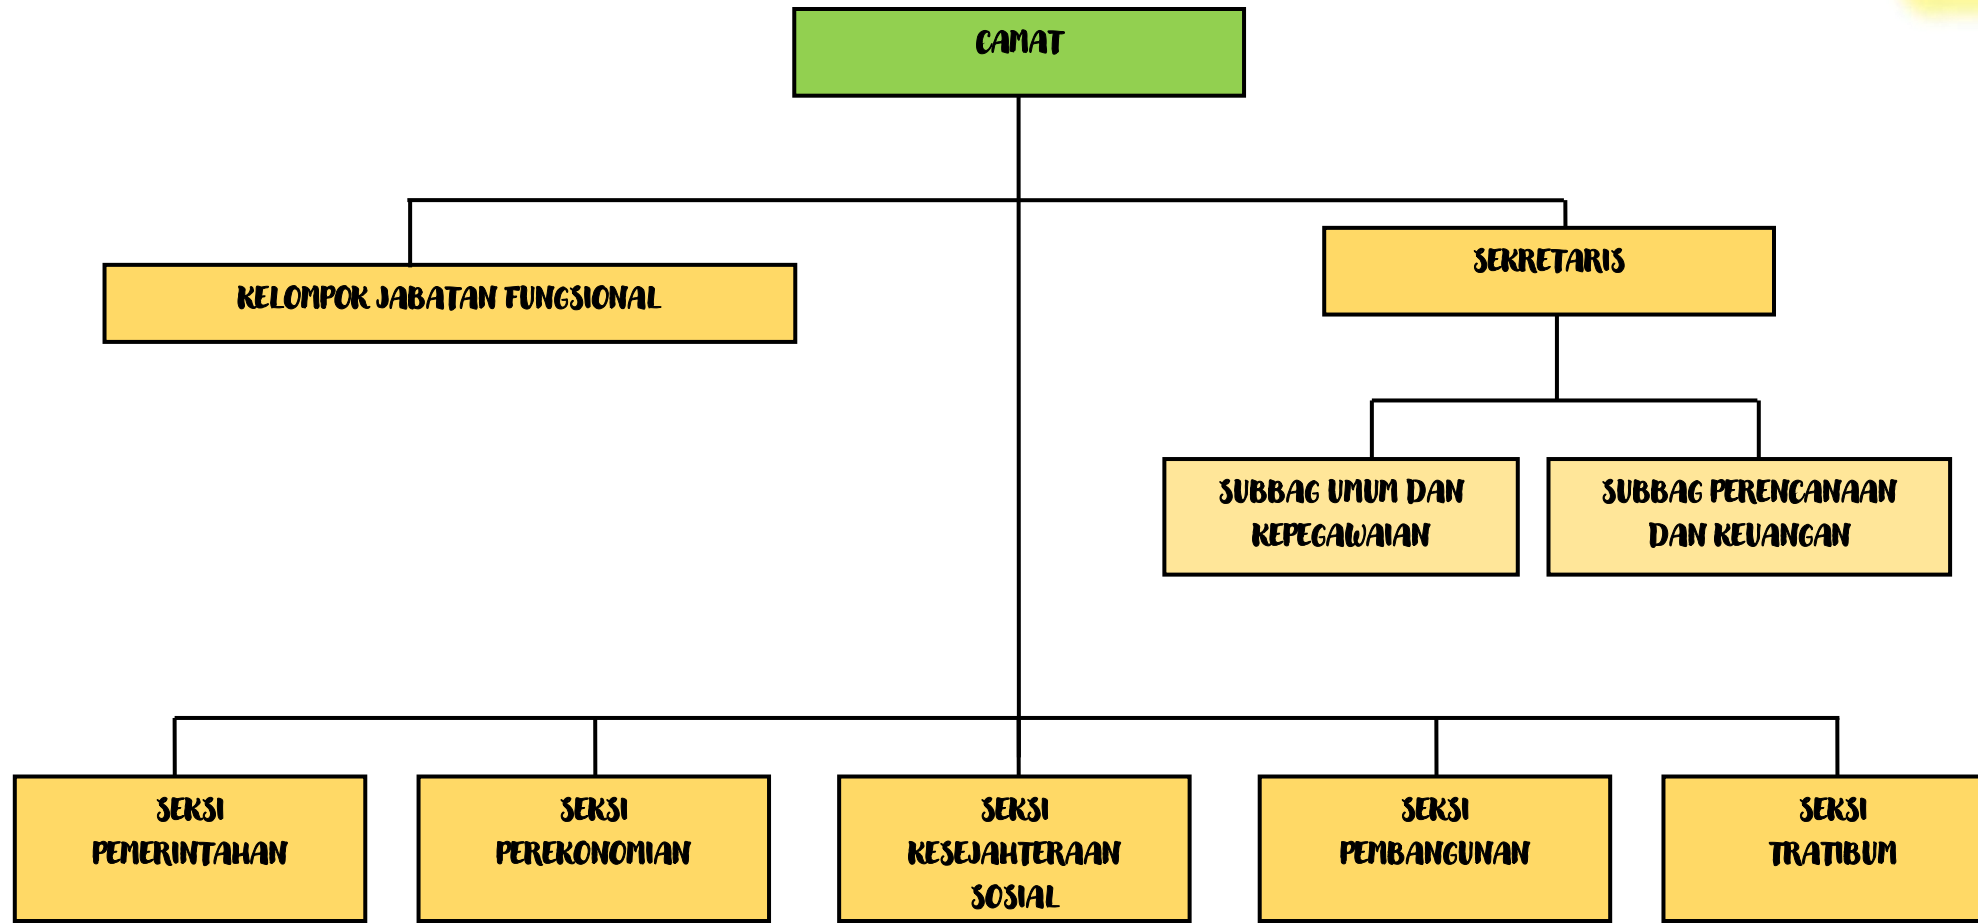 CAMAT
SEKRETARIS
KELOMPOK JABATAN FUNGSIONAL
SUBBAG UMUM DAN
KEPEGAWAIAN
SUBBAG PERENCANAAN
DAN KEUANGAN
SEKSI
PEMERINTAHAN
SEKSI
PEREKONOMIAN
SEKSI
KESEJAHTERAAN
SOSIAL
SEKSI
PEMBANGUNAN
SEKSI
TRATIBUM